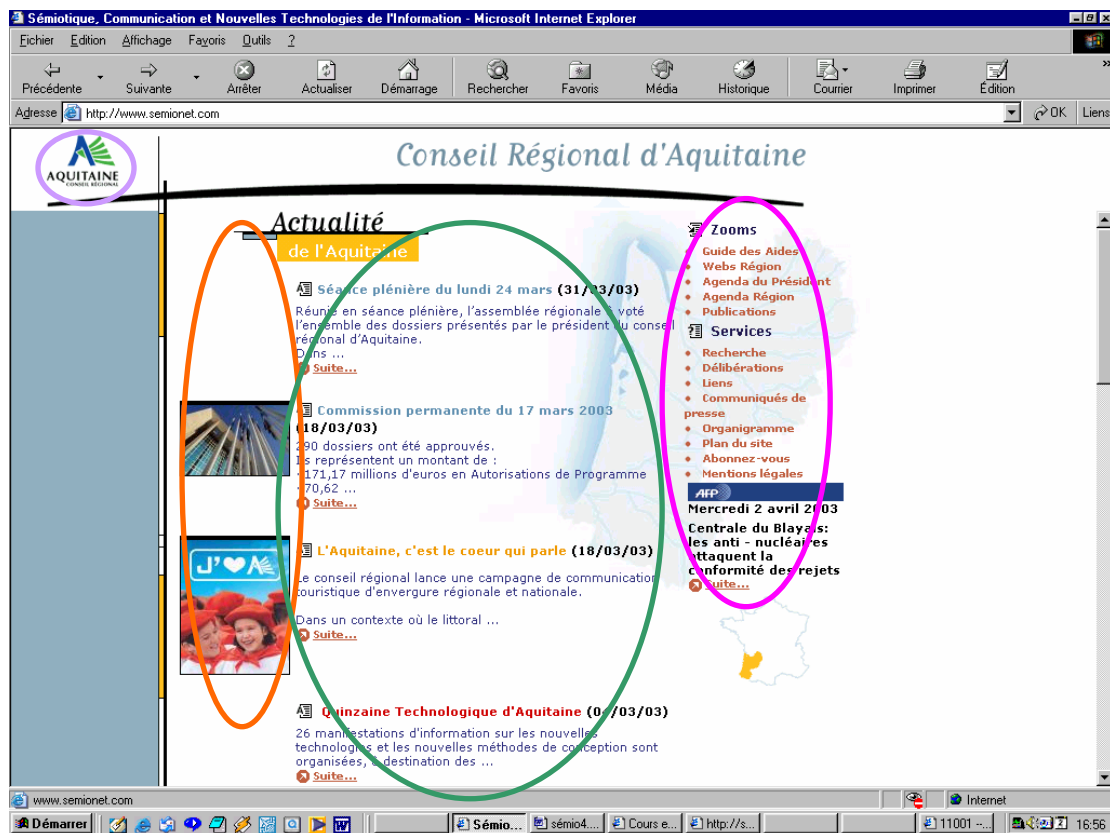 Sémiotique, Communication et Nouvelles Technologies de l'Information - Microsoft Internet Explorer
Fichier Edition Affichage Favoris Outils ?
Précédente Suivante Arrêter Actualiser Démarrage Rechercher Favoris Média Historique Courrier Imprimer Édition »
Adresse http://www.semionet.com OK Liens
AQUITAINE
CONSEIL RÉGIONAL
Conseil Régional d'Aquitaine
Actualité
de l'Aquitaine
Séance plénière du lundi 24 mars (31/03/03)
Réunie en séance plénière, l'assemblée régionale a voté
l'ensemble des dossiers présentés par le président du conseil
régional d'Aquitaine.
Dans ...
Suite...
Commission permanente du 17 mars 2003
(18/03/03)
290 dossiers ont été approuvés.
Ils représentent un montant de :
-171,17 millions d'euros en Autorisations de Programme
-70,62 ...
Suite...
J'
L'Aquitaine, c'est le coeur qui parle (18/03/03)
Le conseil régional lance une campagne de communication
touristique d'envergure régionale et nationale.
Dans un contexte où le littoral ...
Suite...
Quinzaine Technologique d'Aquitaine (04/03/03)
26 manifestations d'information sur les nouvelles
technologies et les nouvelles méthodes de conception sont
organisées, à destination des ...
Suite...
Zooms
• Guide des Aides
• Webs Région
• Agenda du Président
• Agenda Région
• Publications
Services
• Recherche
• Délibérations
• Liens
• Communiqués de
presse
• Organigramme
• Plan du site
• Abonnez-vous
• Mentions légales
AFP
Mercredi 2 avril 2003
Centrale du Blayais:
les anti - nucléaires
attaquent la
conformité des rejets
Suite...
www.semionet.com Internet
Démarrer Sémio... sémio4.... Cours e... http://s... 11001 -... 16:56